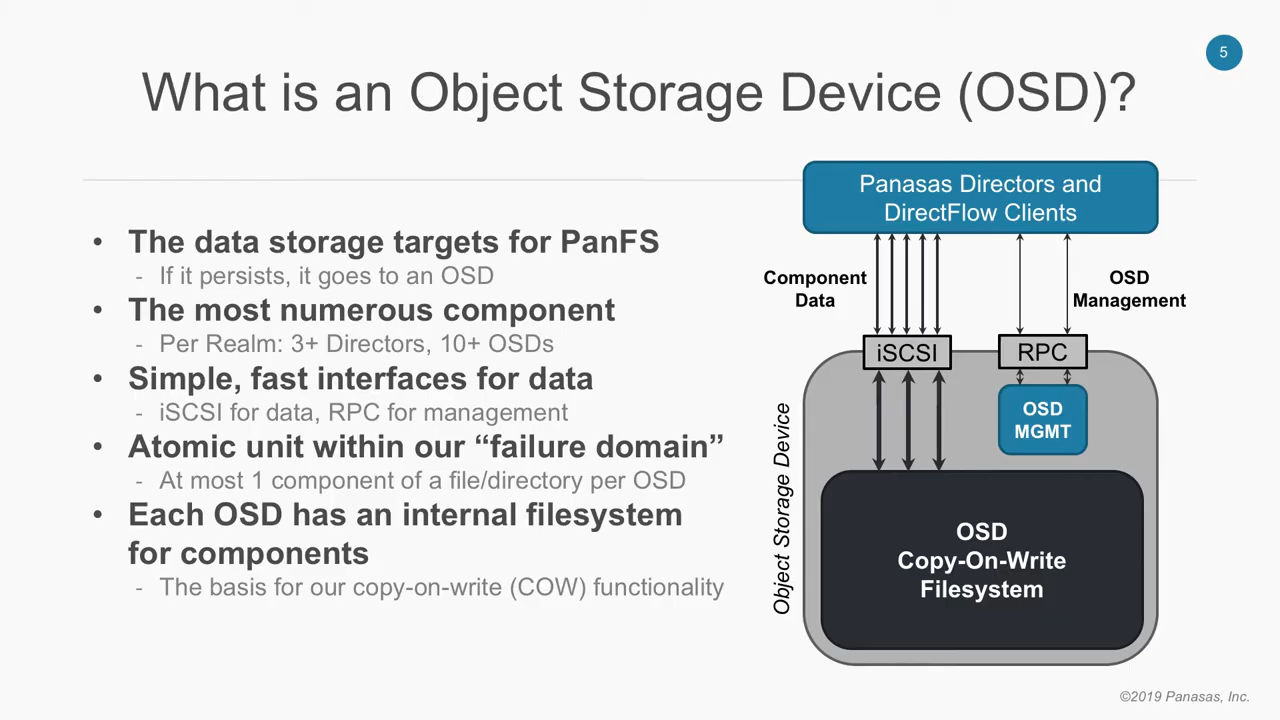 5
What is an Object Storage Device (OSD)?
• The data storage targets for PanFS
- If it persists, it goes to an OSD
• The most numerous component
- Per Realm: 3+ Directors, 10+ OSDs
• Simple, fast interfaces for data
- iSCSI for data, RPC for management
• Atomic unit within our “failure domain”
- At most 1 component of a file/directory per OSD
• Each OSD has an internal filesystem
for components
- The basis for our copy-on-write (COW) functionality
Panasas Directors and
DirectFlow Clients
Component
Data
OSD
Management
iSCSI
RPC
OSD
MGMT
Object Storage Device
OSD
Copy-On-Write
Filesystem
©2019 Panasas, Inc.